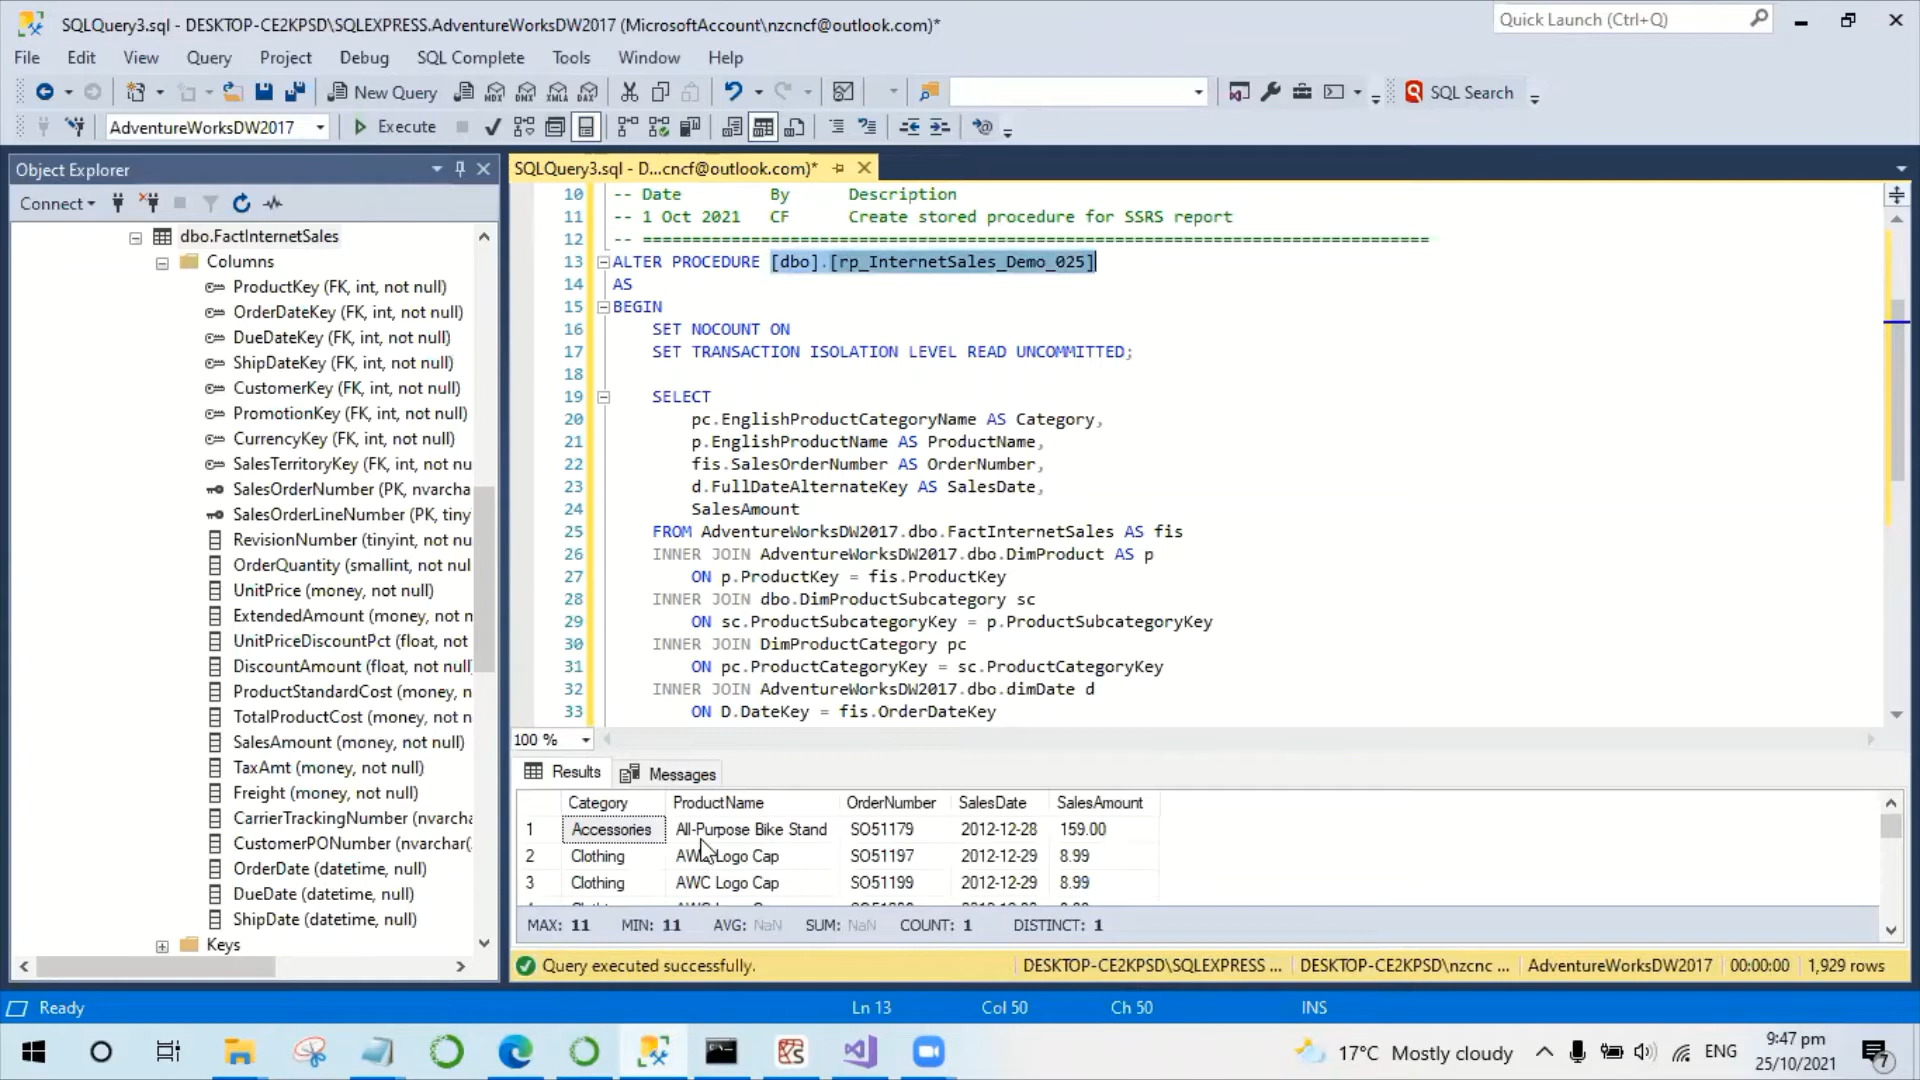 SQLQuery3.sql - DESKTOP-CE2KPSD\SQLEXPRESS.AdventureWorksDW2017 (MicrosoftAccount\nzcncf@outlook.com)*
Quick Launch (Ctrl+Q)
File Edit View Query Project Debug SQL Complete Tools Window Help
New Query
MDX DMX XMLA DAX
SQL Search
AdventureWorksDW2017
Execute
Object Explorer
Connect
dbo.FactInternetSales
Columns
ProductKey (FK, int, not null)
OrderDateKey (FK, int, not null)
DueDateKey (FK, int, not null)
ShipDateKey (FK, int, not null)
CustomerKey (FK, int, not null)
PromotionKey (FK, int, not null)
CurrencyKey (FK, int, not null)
SalesTerritoryKey (FK, int, not nu
SalesOrderNumber (PK, nvarcha
SalesOrderLineNumber (PK, tiny
RevisionNumber (tinyint, not nu
OrderQuantity (smallint, not nul
UnitPrice (money, not null)
ExtendedAmount (money, not n
UnitPriceDiscountPct (float, not
DiscountAmount (float, not null
ProductStandardCost (money, n
TotalProductCost (money, not n
SalesAmount (money, not null)
TaxAmt (money, not null)
Freight (money, not null)
CarrierTrackingNumber (nvarcha
CustomerPONumber (nvarchar(
OrderDate (datetime, not null)
DueDate (datetime, null)
ShipDate (datetime, null)
Keys
SQLQuery3.sql - D...cncf@outlook.com)*
10 -- Date By Description
11 -- 1 Oct 2021 CF Create stored procedure for SSRS report
12 -- ================================================================================
13 ALTER PROCEDURE [dbo].[rp_InternetSales_Demo_025]
14 AS
15 BEGIN
16 SET NOCOUNT ON
17 SET TRANSACTION ISOLATION LEVEL READ UNCOMMITTED;
18
19 SELECT
20 pc.EnglishProductCategoryName AS Category,
21 p.EnglishProductName AS ProductName,
22 fis.SalesOrderNumber AS OrderNumber,
23 d.FullDateAlternateKey AS SalesDate,
24 SalesAmount
25 FROM AdventureWorksDW2017.dbo.FactInternetSales AS fis
26 INNER JOIN AdventureWorksDW2017.dbo.DimProduct AS p
27 ON p.ProductKey = fis.ProductKey
28 INNER JOIN dbo.DimProductSubcategory sc
29 ON sc.ProductSubcategoryKey = p.ProductSubcategoryKey
30 INNER JOIN DimProductCategory pc
31 ON pc.ProductCategoryKey = sc.ProductCategoryKey
32 INNER JOIN AdventureWorksDW2017.dbo.dimDate d
33 ON D.DateKey = fis.OrderDateKey
100 %
Results Messages
Category ProductName OrderNumber SalesDate SalesAmount
1 Accessories All-Purpose Bike Stand SO51179 2012-12-28 159.00
2 Clothing AWC Logo Cap SO51197 2012-12-29 8.99
3 Clothing AWC Logo Cap SO51199 2012-12-29 8.99
MAX: 11 MIN: 11 AVG: NaN SUM: NaN COUNT: 1 DISTINCT: 1
Query executed successfully. DESKTOP-CE2KPSD\SQLEXPRESS ... DESKTOP-CE2KPSD\nzcnc ... AdventureWorksDW2017 00:00:00 1,929 rows
Ready Ln 13 Col 50 Ch 50 INS
17°C Mostly cloudy
ENG
9:47 pm
25/10/2021
7